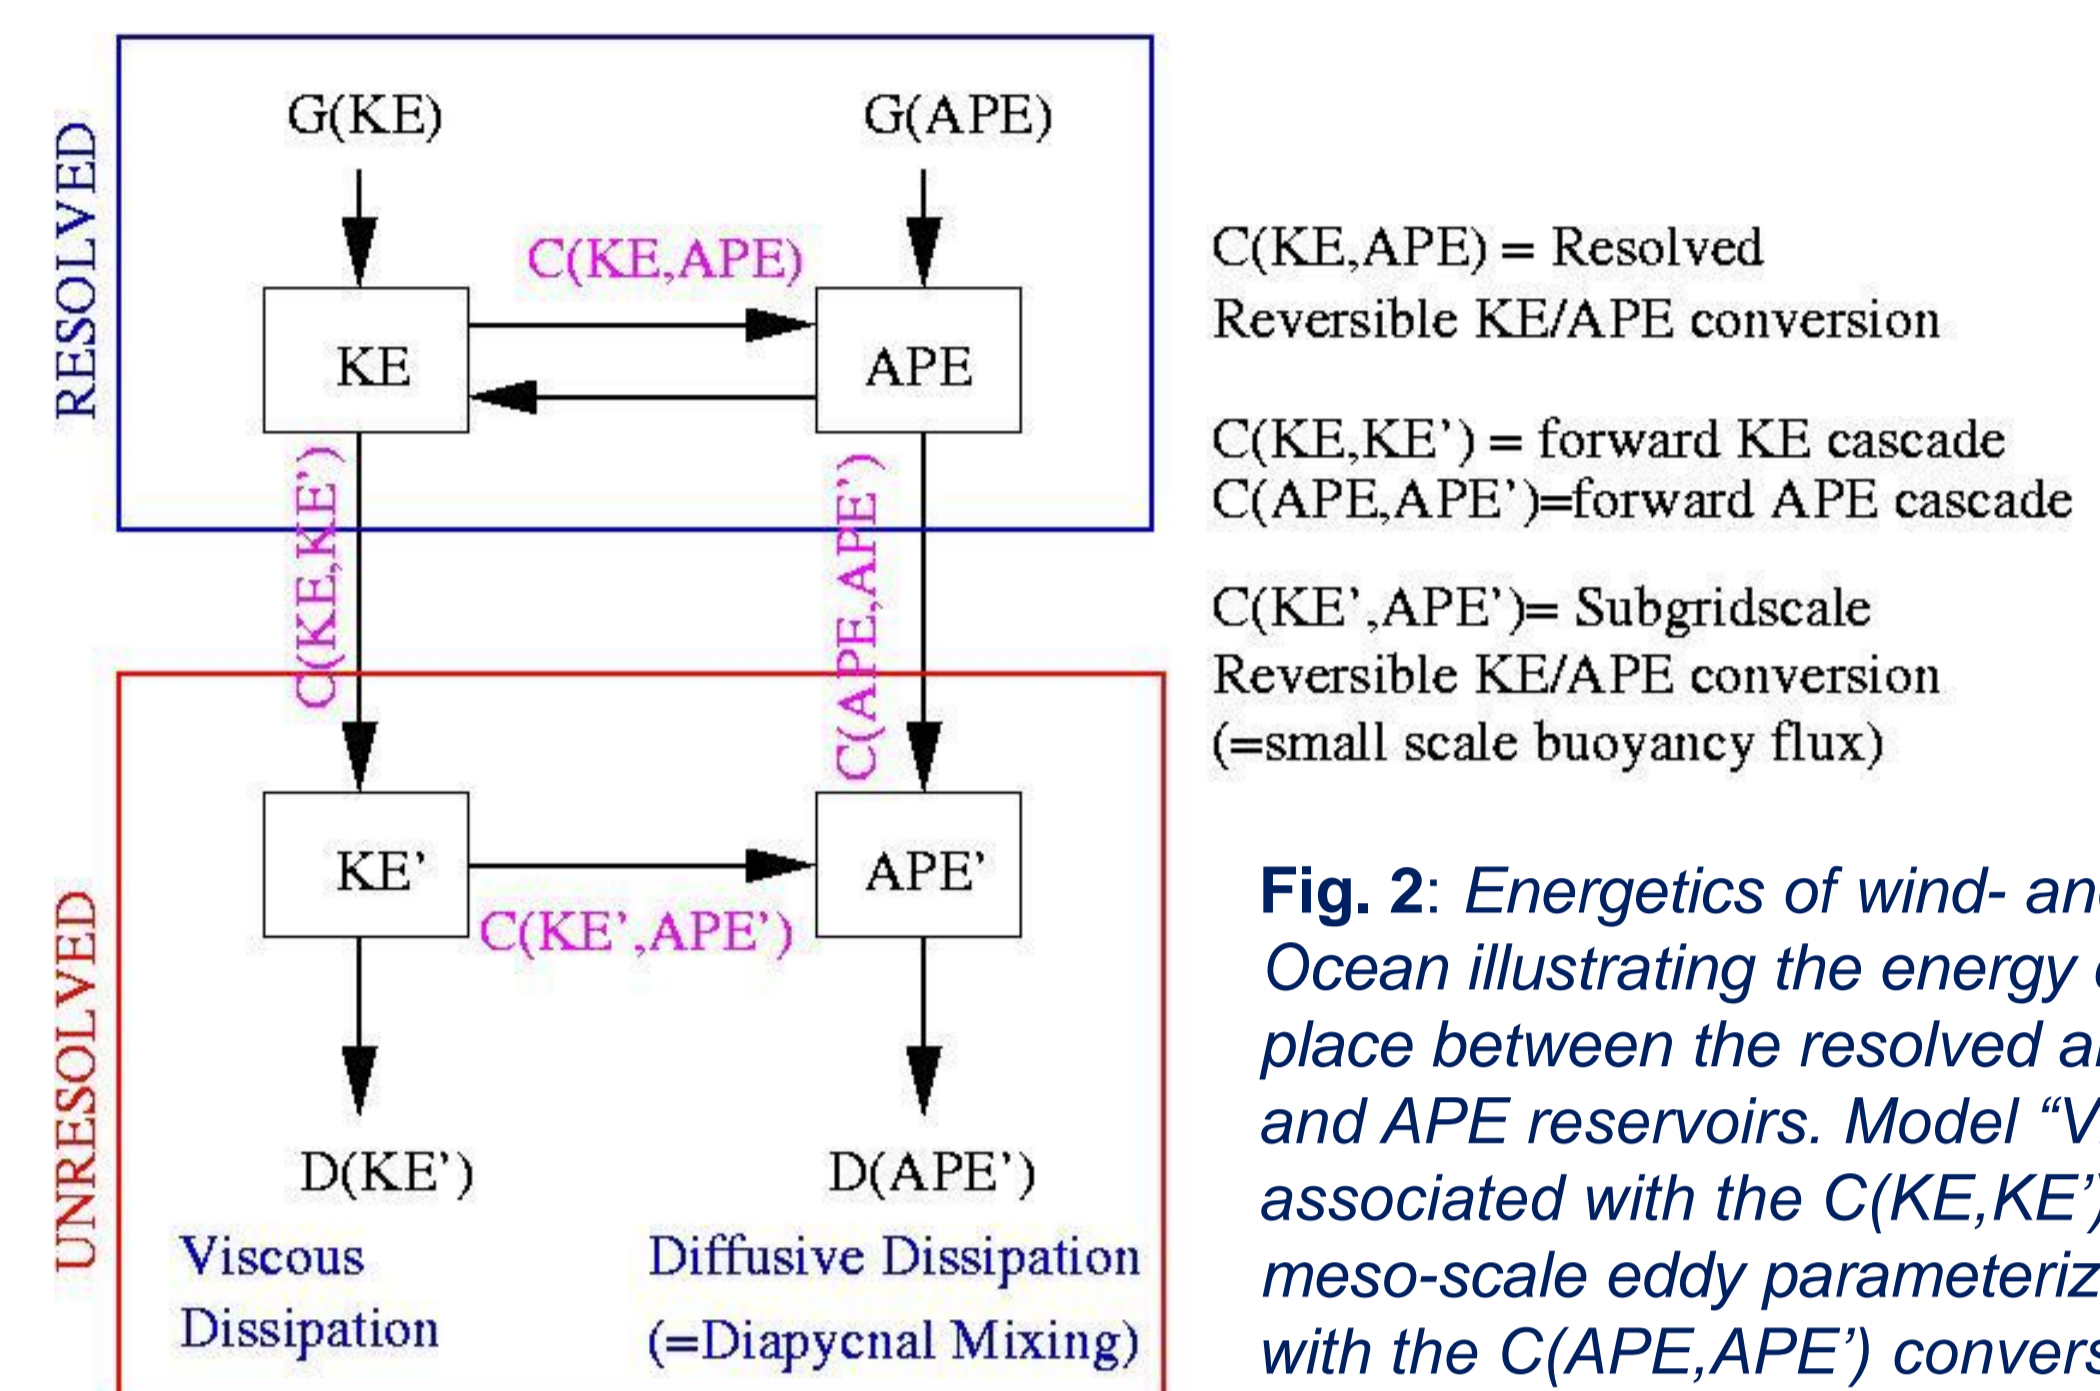 RESOLVED
G(KE)
G(APE)
C(KE,APE)
KE
APE
C(KE,KE’)
C(APE,APE’)
UNRESOLVED
KE’
APE’
C(KE’,APE’)
D(KE’)
D(APE’)
Viscous
Dissipation
Diffusive Dissipation
(=Diapycnal Mixing)
C(KE,APE) = Resolved
Reversible KE/APE conversion
C(KE,KE’) = forward KE cascade
C(APE,APE’)=forward APE cascade
C(KE’,APE’)= Subgridscale
Reversible KE/APE conversion
(=small scale buoyancy flux)
Fig. 2: Energetics of wind- an
Ocean illustrating the energy
place between the resolved a
and APE reservoirs. Model “V
associated with the C(KE,KE’)
meso-scale eddy parameteriz
with the C(APE,APE’) convers